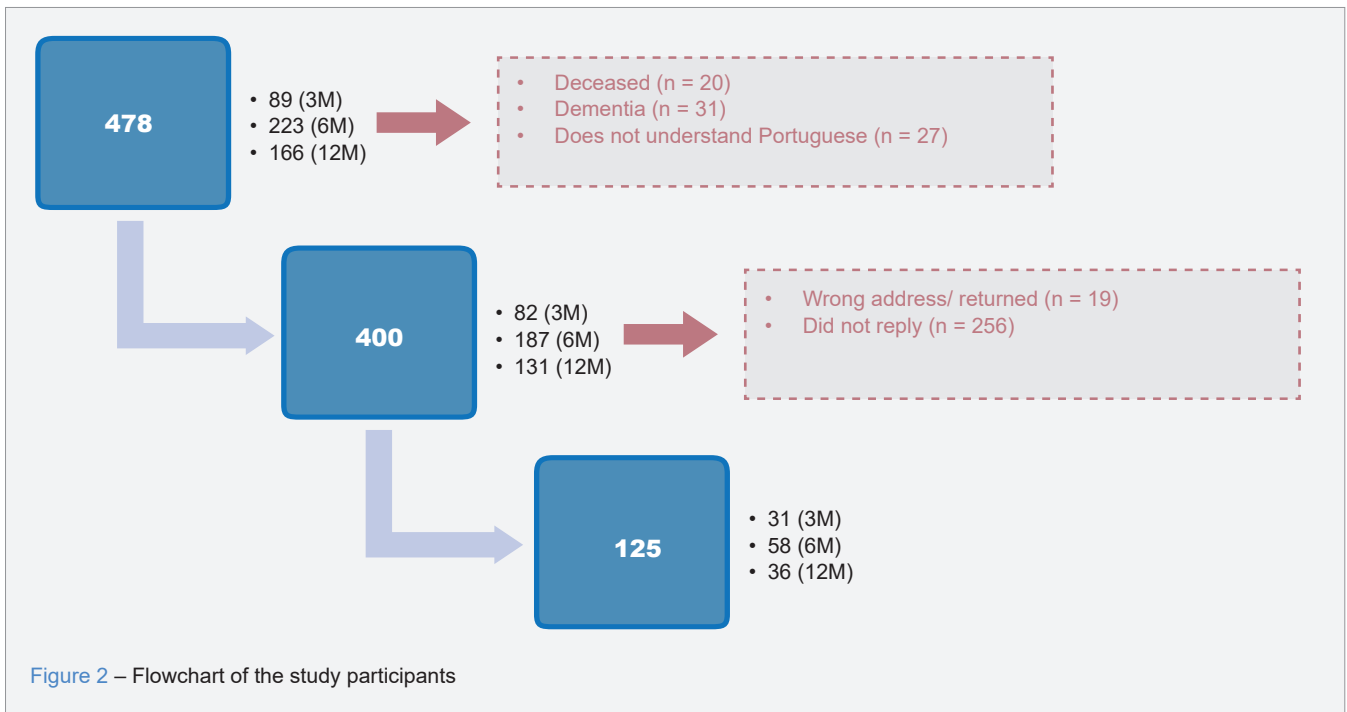 478
• 89 (3M)
• 223 (6M)
• 166 (12M)
• Deceased (n = 20)
• Dementia (n = 31)
• Does not understand Portuguese (n = 27)
400
• 82 (3M)
• 187 (6M)
• 131 (12M)
• Wrong address/ returned (n = 19)
• Did not reply (n = 256)
125
• 31 (3M)
• 58 (6M)
• 36 (12M)
Figure 2 – Flowchart of the study participants